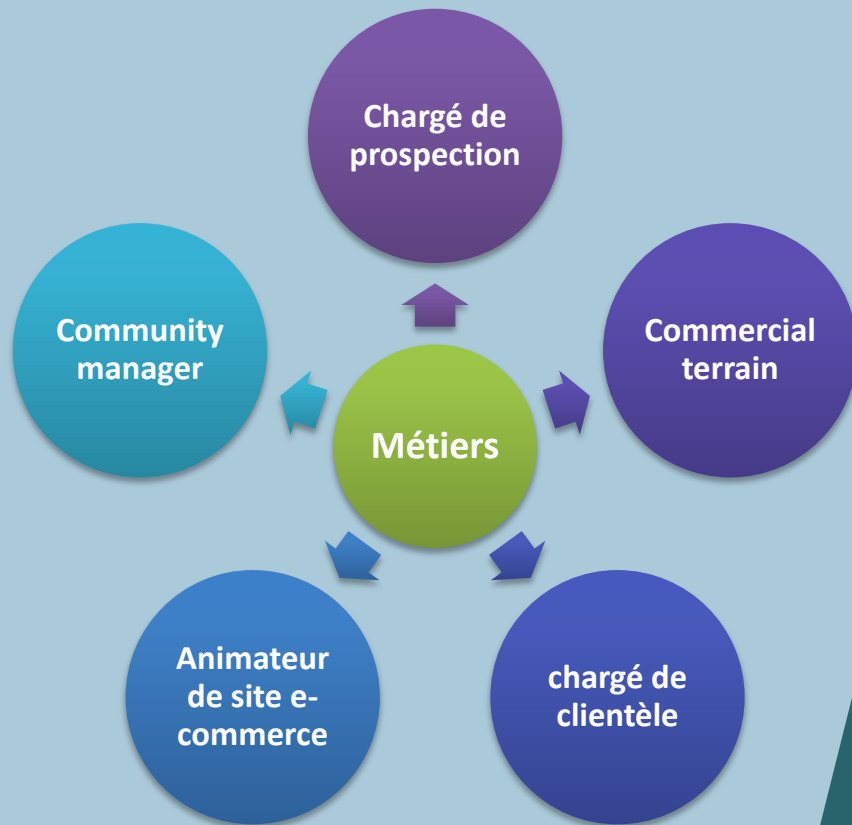 Chargé de
prospection
Community
manager
Commercial
terrain
Métiers
Animateur
de site e-
commerce
chargé de
clientèle